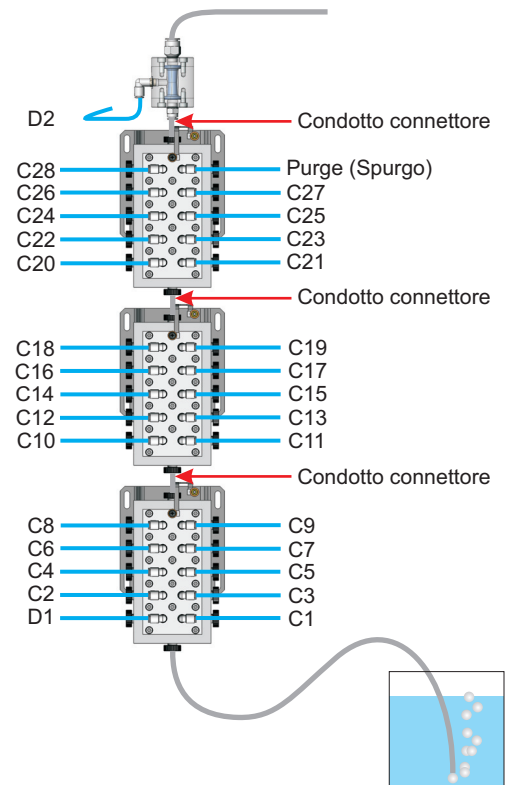 D2
Condotto connettore
C28
Purge (Spurgo)
C26
C27
C24
C25
C22
C23
C20
C21
Condotto connettore
C18
C19
C16
C17
C14
C15
C12
C13
C10
C11
Condotto connettore
C8
C9
C6
C7
C4
C5
C2
C3
D1
C1